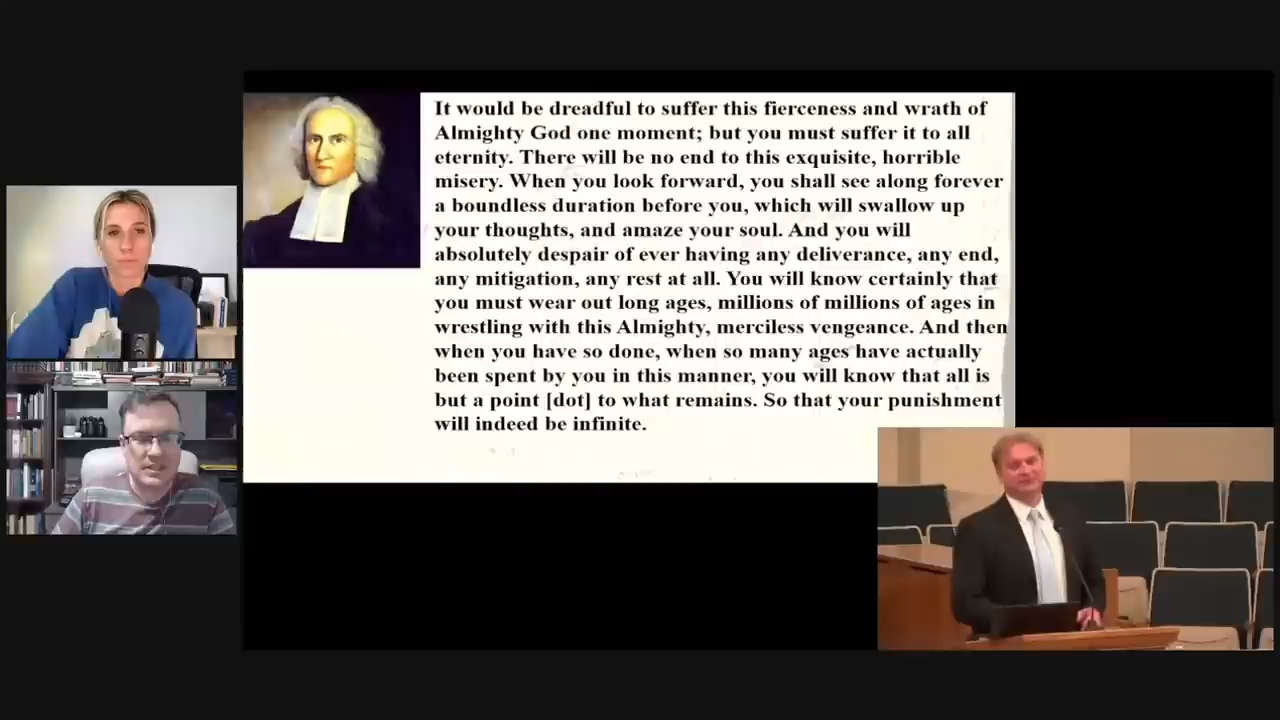 It would be dreadful to suffer this fierceness and wrath of
Almighty God one moment; but you must suffer it to all
eternity. There will be no end to this exquisite, horrible
misery. When you look forward, you shall see along forever
a boundless duration before you, which will swallow up
your thoughts, and amaze your soul. And you will
absolutely despair of ever having any deliverance, any end,
any mitigation, any rest at all. You will know certainly that
you must wear out long ages, millions of millions of ages in
wrestling with this Almighty, merciless vengeance. And then
when you have so done, when so many ages have actually
been spent by you in this manner, you will know that all is
but a point [dot] to what remains. So that your punishment
will indeed be infinite.